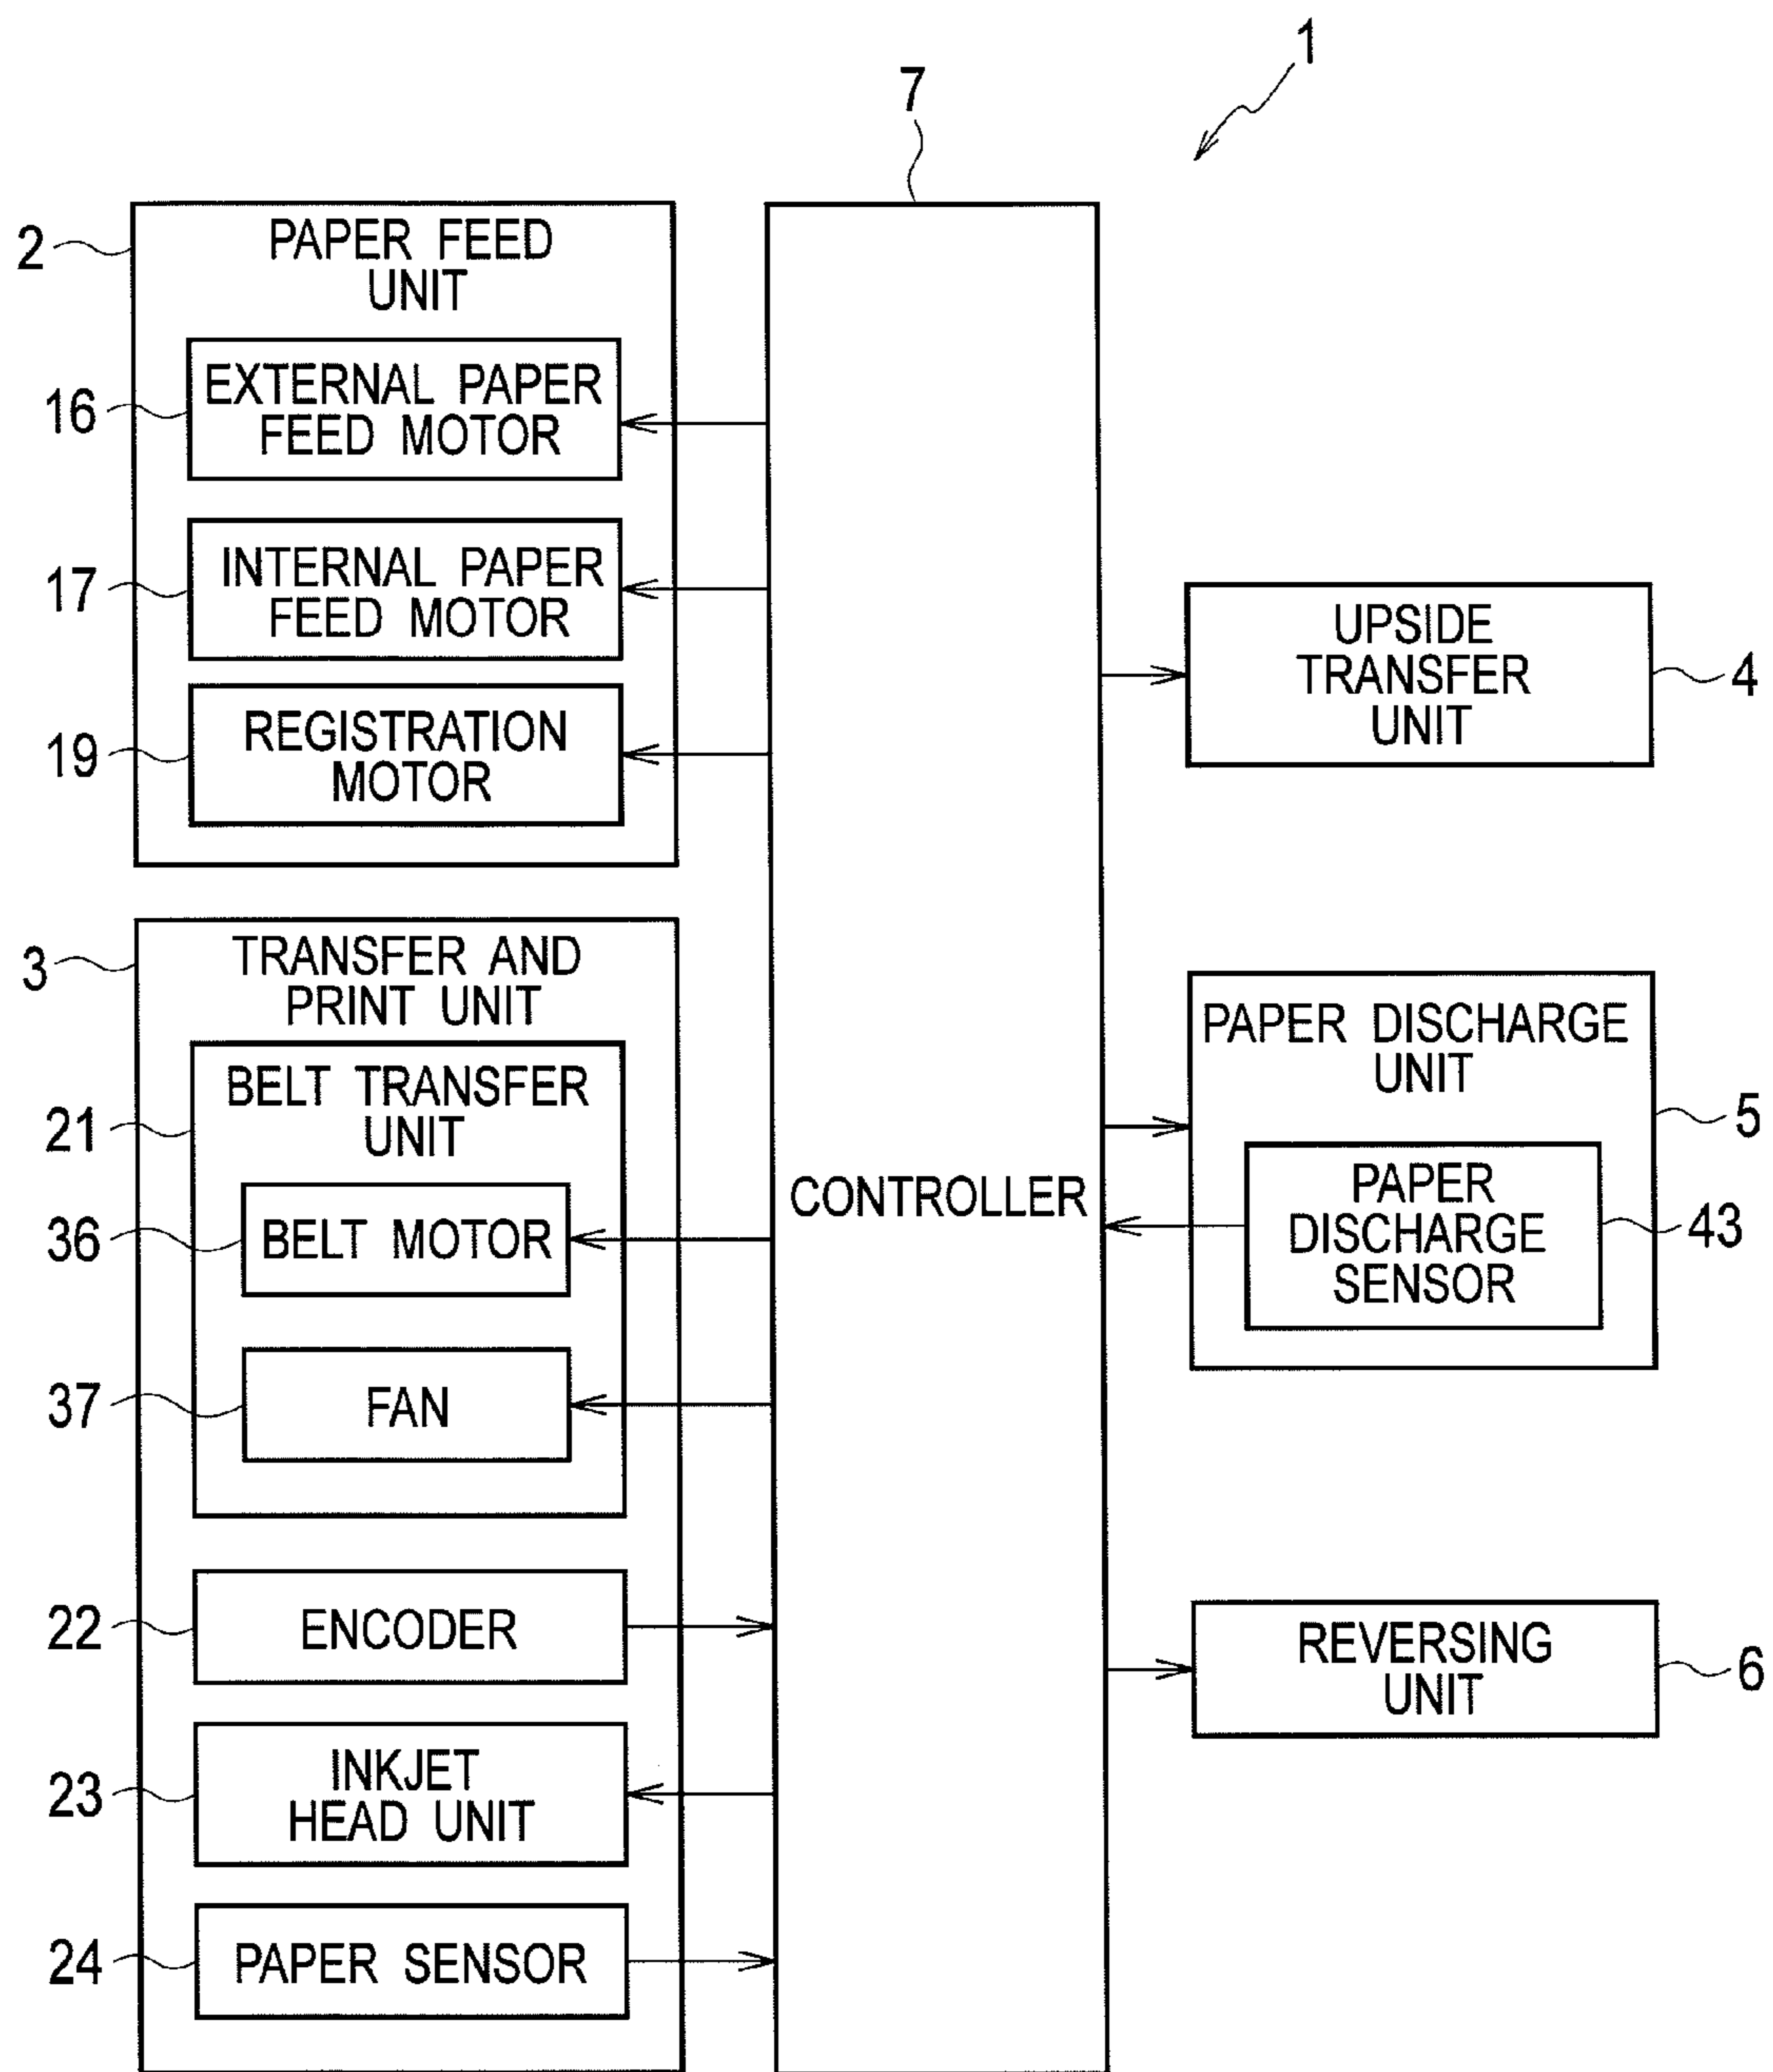 1
7
2
PAPER FEED
UNIT
16
EXTERNAL PAPER
FEED MOTOR
17
INTERNAL PAPER
FEED MOTOR
19
REGISTRATION
MOTOR
3
TRANSFER AND
PRINT UNIT
21
BELT TRANSFER
UNIT
36
BELT MOTOR
37
FAN
22
ENCODER
23
INKJET
HEAD UNIT
24
PAPER SENSOR
CONTROLLER
UPSIDE
TRANSFER
UNIT
4
PAPER DISCHARGE
UNIT
5
PAPER
DISCHARGE
SENSOR
43
REVERSING
UNIT
6